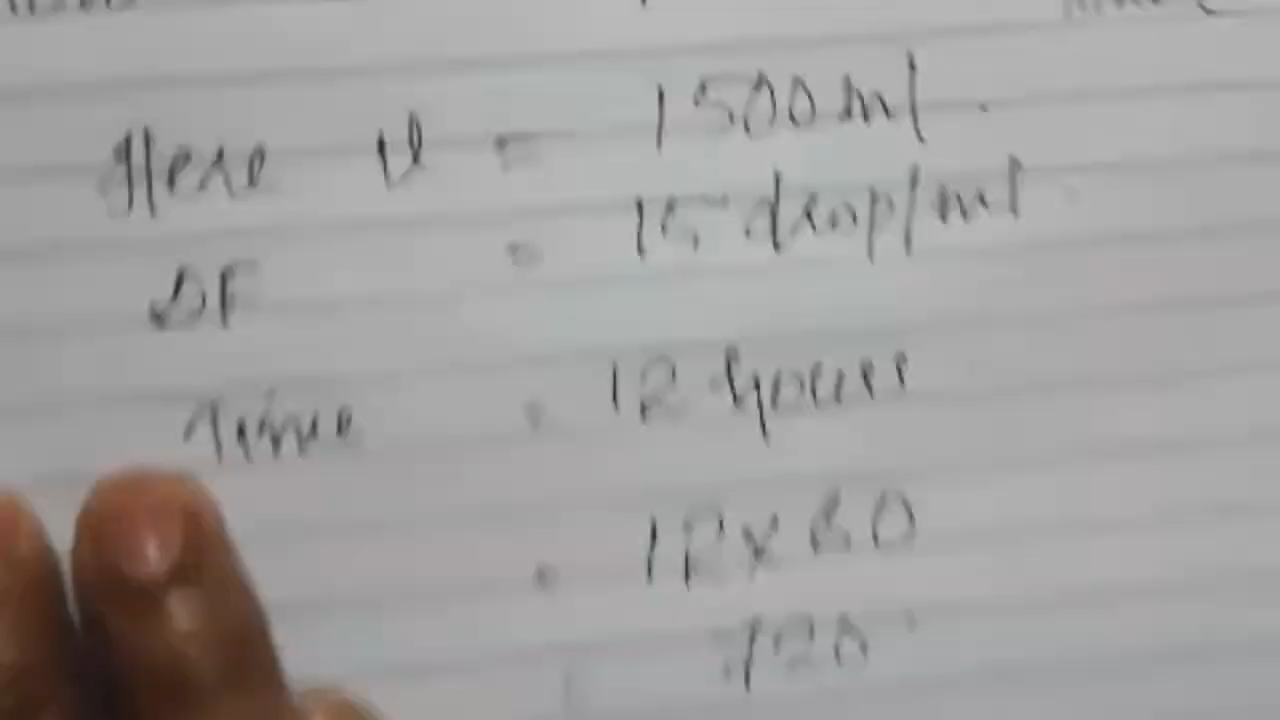 Here V = 1500 ml.
DF = 15 drop/ml
Time = 12 hours
= 12x60
720